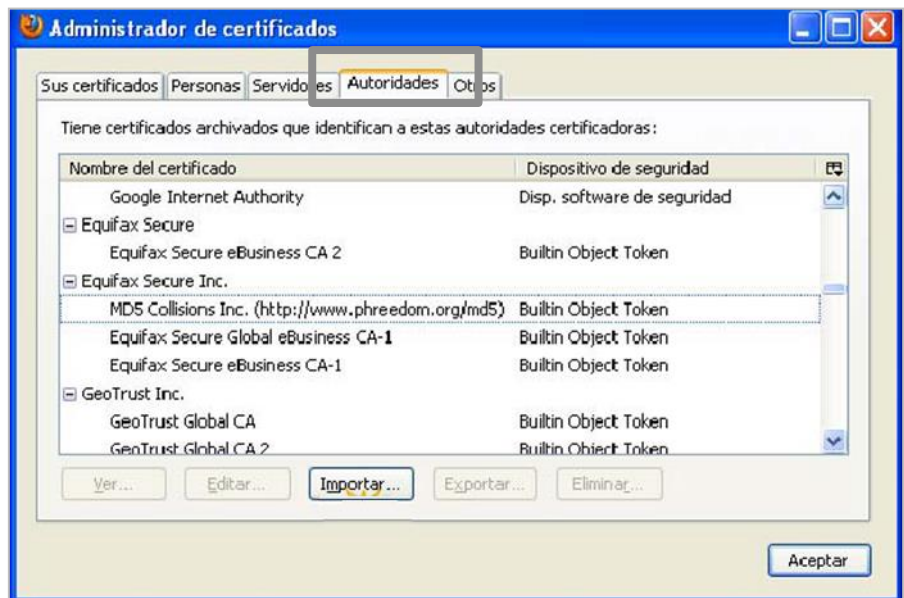 Administrador de certificados
Sus certificados Personas Servidores Autoridades Otros
Tiene certificados archivados que identifican a estas autoridades certificadoras:
Nombre del certificado Dispositivo de seguridad
Google Internet Authority Disp. software de seguridad
Equifax Secure
Equifax Secure eBusiness CA 2 Builtin Object Token
Equifax Secure Inc.
MD5 Collisions Inc. (http://www.phreedom.org/md5) Builtin Object Token
Equifax Secure Global eBusiness CA-1 Builtin Object Token
Equifax Secure eBusiness CA-1 Builtin Object Token
GeoTrust Inc.
GeoTrust Global CA Builtin Object Token
GeoTrust Global CA 2 Builtin Object Token
Ver... Editar... Importar... Exportar... Eliminar...
Aceptar